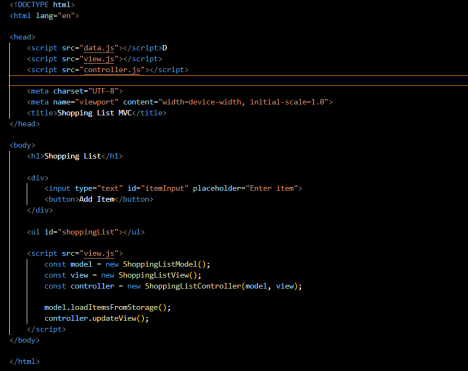 <!DOCTYPE html>
<html lang="en">
<head>
<script src="data.js"></script>D
<script src="view.js"></script>
<script src="controller.js"></script>
<meta charset="UTF-8">
<meta name="viewport" content="width=device-width, initial-scale=1.0">
<title>Shopping List MVC</title>
</head>
<body>
<h1>Shopping List</h1>
<div>
<input type="text" id="itemInput" placeholder="Enter item">
<button>Add Item</button>
</div>
<ul id="shoppingList"></ul>
<script src="view.js">
const model = new ShoppingListModel();
const view = new ShoppingListView();
const controller = new ShoppingListController(model, view);
model.loadItemsFromStorage();
controller.updateView();
</script>
</body>
</html>